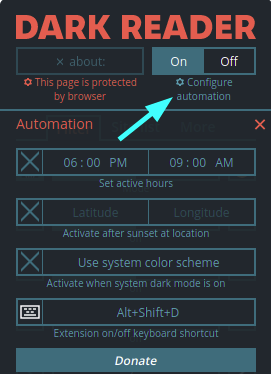 DARK READER
about:
On Off
This page is protected
by browser
Configure
automation
Automation
More
06:00 PM 09:00 AM
Set active hours
Latitude Longitude
Activate after sunset at location
Use system color scheme
Activate when system dark mode is on
Alt+Shift+D
Extension on/off keyboard shortcut
Donate